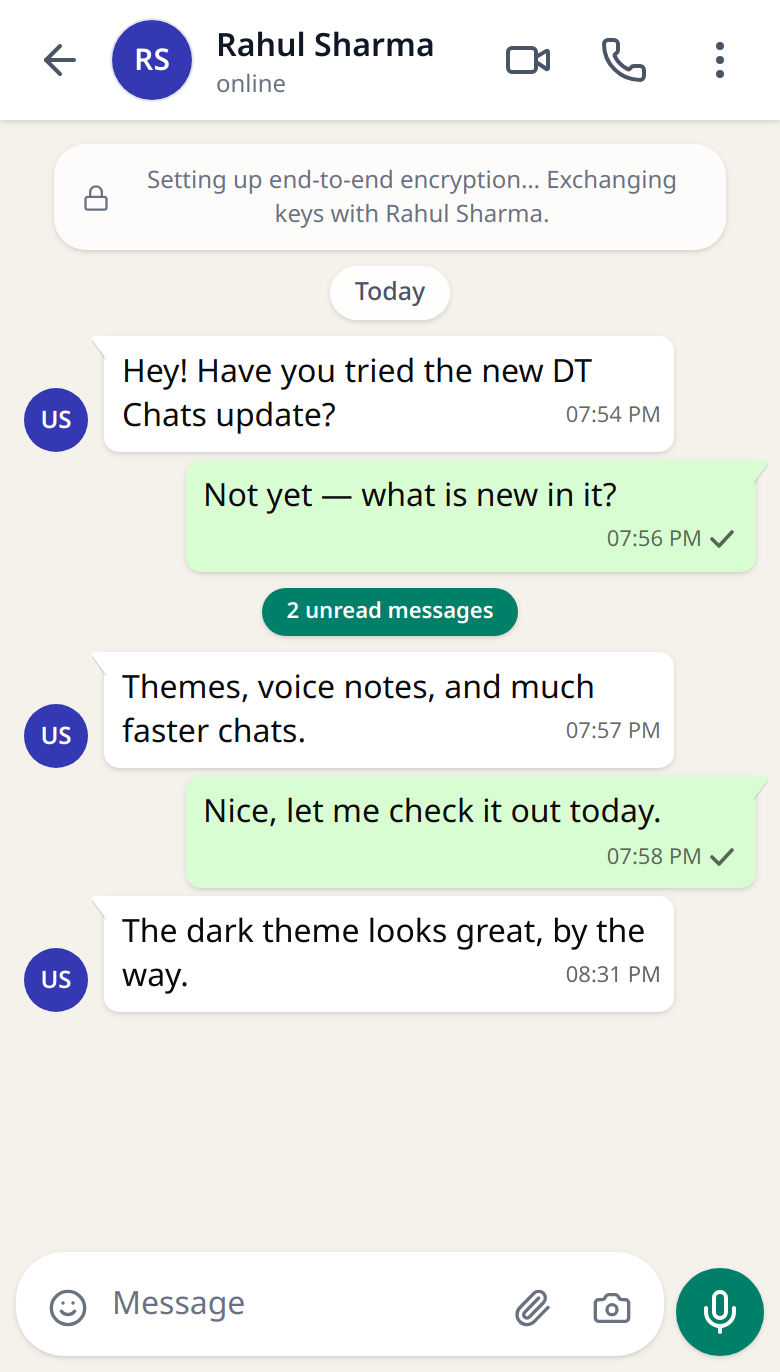 RS
Rahul Sharma
online
Setting up end-to-end encryption... Exchanging
keys with Rahul Sharma.
Today
Hey! Have you tried the new DT
Chats update?
07:54 PM
US
Not yet — what is new in it?
07:56 PM
2 unread messages
Themes, voice notes, and much
faster chats.
07:57 PM
US
Nice, let me check it out today.
07:58 PM
The dark theme looks great, by the
way.
08:31 PM
US
Message